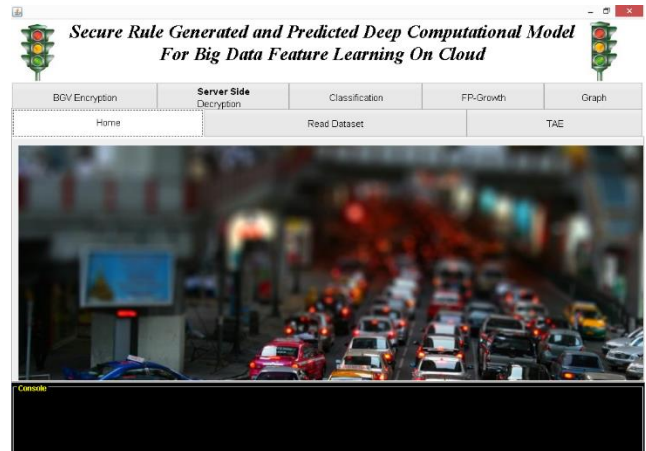 Secure Rule Generated and Predicted Deep Computational Model
For Big Data Feature Learning On Cloud
BGV Encryption
Server Side
Decryption
Classification
FP-Growth
Graph
Home
Read Dataset
TAE
Console